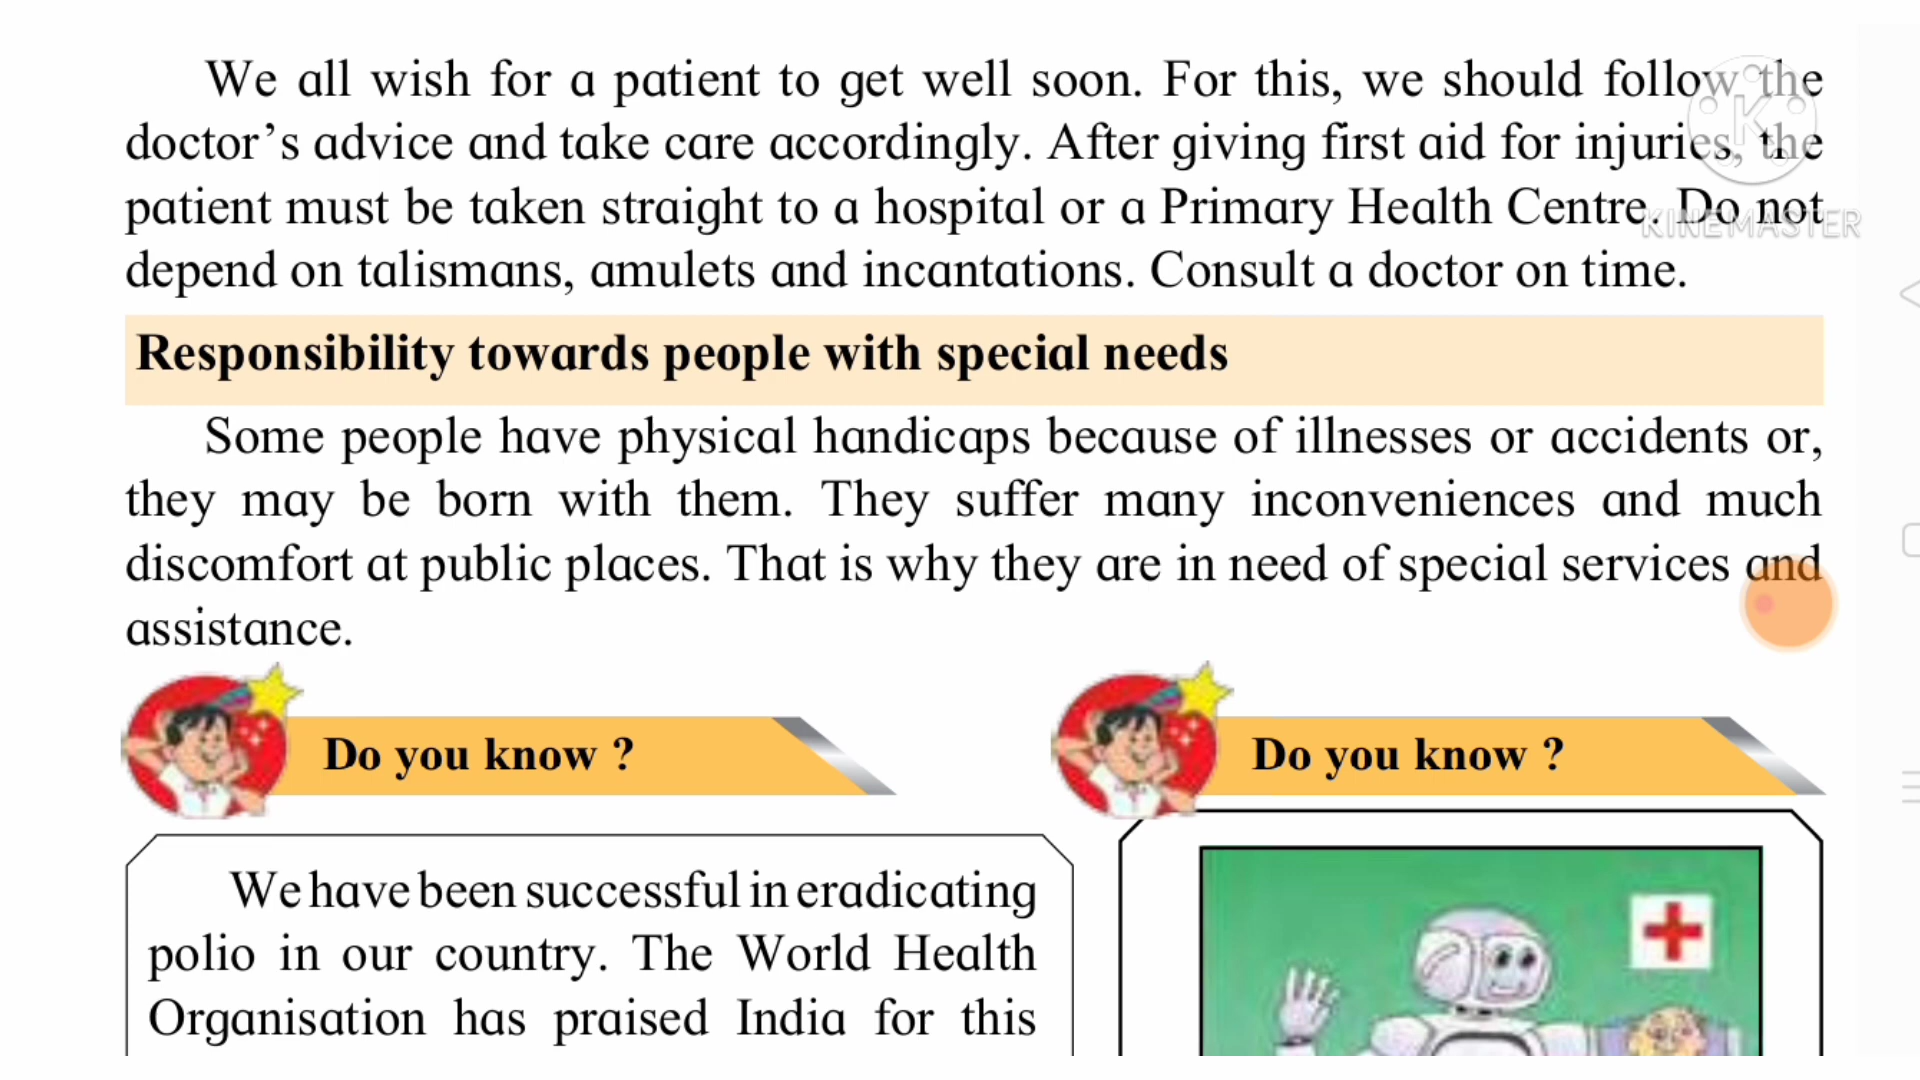 We all wish for a patient to get well soon. For this, we should follow the
doctor’s advice and take care accordingly. After giving first aid for injuries, the
patient must be taken straight to a hospital or a Primary Health Centre. Do not
depend on talismans, amulets and incantations. Consult a doctor on time.
K
KINEMASTER
Responsibility towards people with special needs
Some people have physical handicaps because of illnesses or accidents or,
they may be born with them. They suffer many inconveniences and much
discomfort at public places. That is why they are in need of special services and
assistance.
Do you know ?
We have been successful in eradicating
polio in our country. The World Health
Organisation has praised India for this
Do you know ?